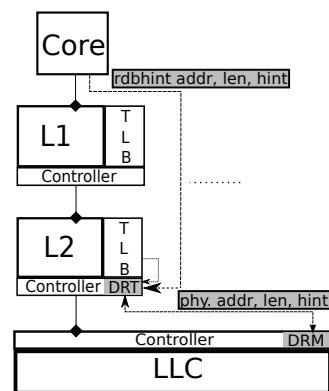 Core
rdbhint addr, len, hint
L1
T
L
B
Controller
L2
T
L
B
Controller DRT
phy. addr, len, hint
Controller DRM
LLC